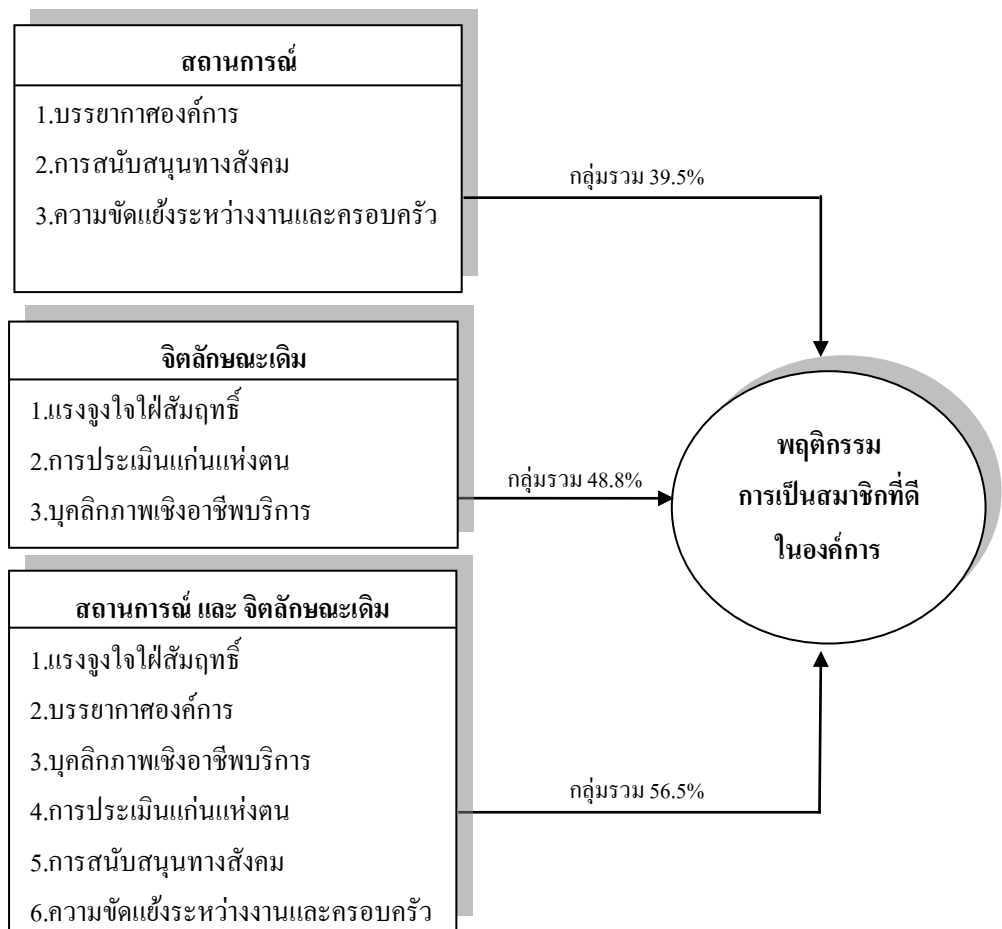 สถานการณ์
1.บรรยากาศองค์การ
2.การสนับสนุนทางสังคม
3.ความขัดแย้งระหว่างงานและครอบครัว
กลุ่มรวม 39.5%
จิตลักษณะเดิม
1.แรงจูงใจใฝ่สัมฤทธิ์
2.การประเมินแก่นแห่งตน
3.บุคลิกภาพเชิงอาชีพบริการ
กลุ่มรวม 48.8%
พฤติกรรม
การเป็นสมาชิกที่ดี
ในองค์การ
สถานการณ์ และ จิตลักษณะเดิม
1.แรงจูงใจใฝ่สัมฤทธิ์
2.บรรยากาศองค์การ
3.บุคลิกภาพเชิงอาชีพบริการ
4.การประเมินแก่นแห่งตน
5.การสนับสนุนทางสังคม
6.ความขัดแย้งระหว่างงานและครอบครัว
กลุ่มรวม 56.5%